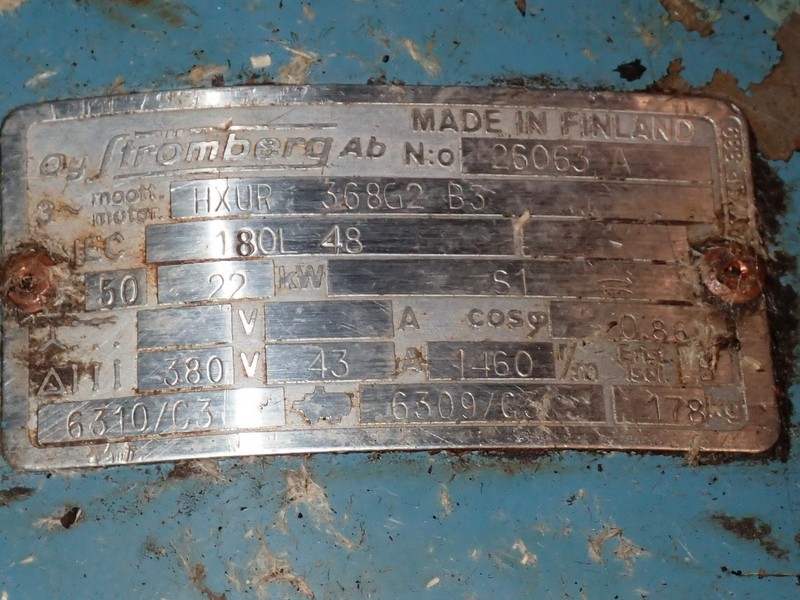 MADE IN FINLAND
oy Strömberg Ab N:o 26063 A
3~ moott. motor. HXUR 368G2 B3
IEC 180L 48
50 22 kW S1
V A cosφ 0.86
△ 380 V 43 A 1460
6310/C3 6309/C3 178 kg